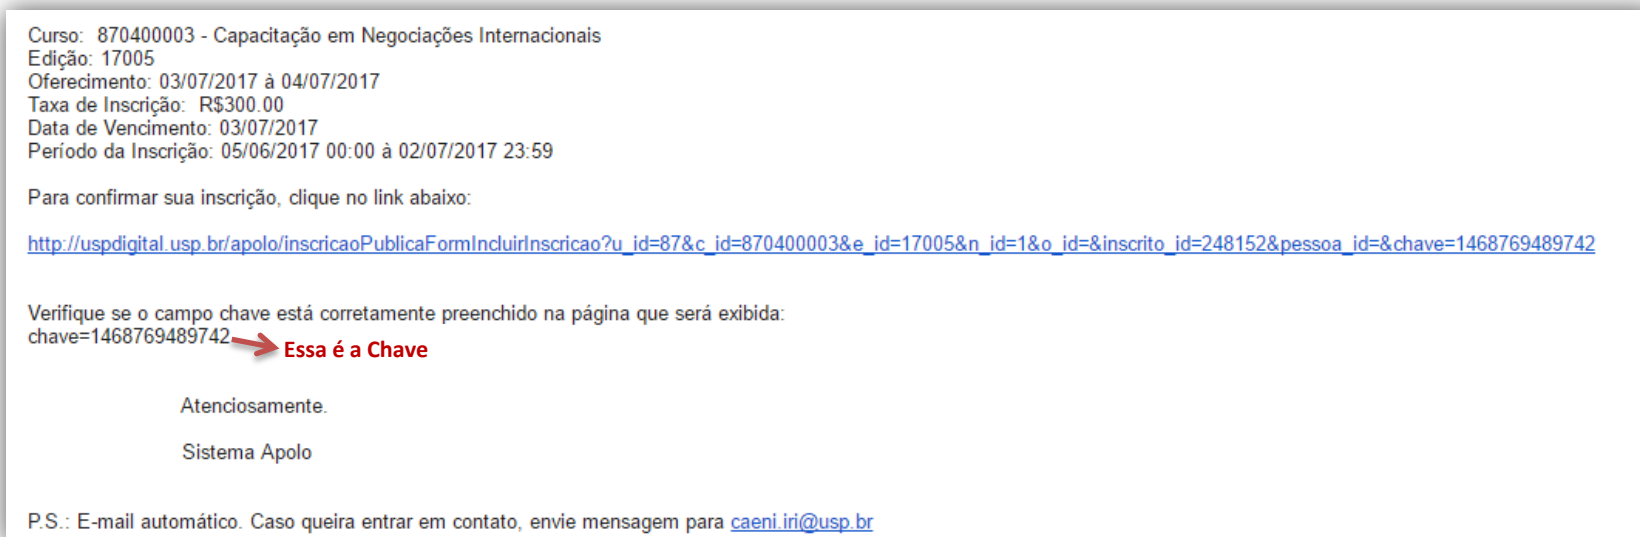 Curso:  870400003 - Capacitação em Negociações Internacionais
Edição: 17005
Oferecimento: 03/07/2017 à 04/07/2017
Taxa de Inscrição:  R$300.00
Data de Vencimento: 03/07/2017
Período da Inscrição: 05/06/2017 00:00 à 02/07/2017 23:59
Para confirmar sua inscrição, clique no link abaixo:
http://uspdigital.usp.br/apolo/inscricaoPublicaFormIncluirInscricao?u_id=87&c_id=870400003&e_id=17005&n_id=1&o_id=&inscrito_id=248152&pessoa_id=&chave=1468769489742
Verifique se o campo chave está corretamente preenchido na página que será exibida:
chave=1468769489742
Essa é a Chave
Atenciosamente.
Sistema Apolo
P.S.: E-mail automático. Caso queira entrar em contato, envie mensagem para caeni.iri@usp.br